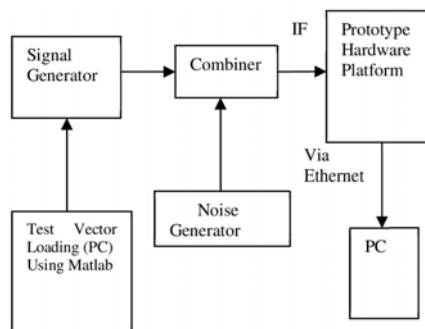 Signal
Generator
Combiner
IF
Prototype
Hardware
Platform
Via
Ethernet
Noise
Generator
Test Vector
Loading (PC)
Using Matlab
PC